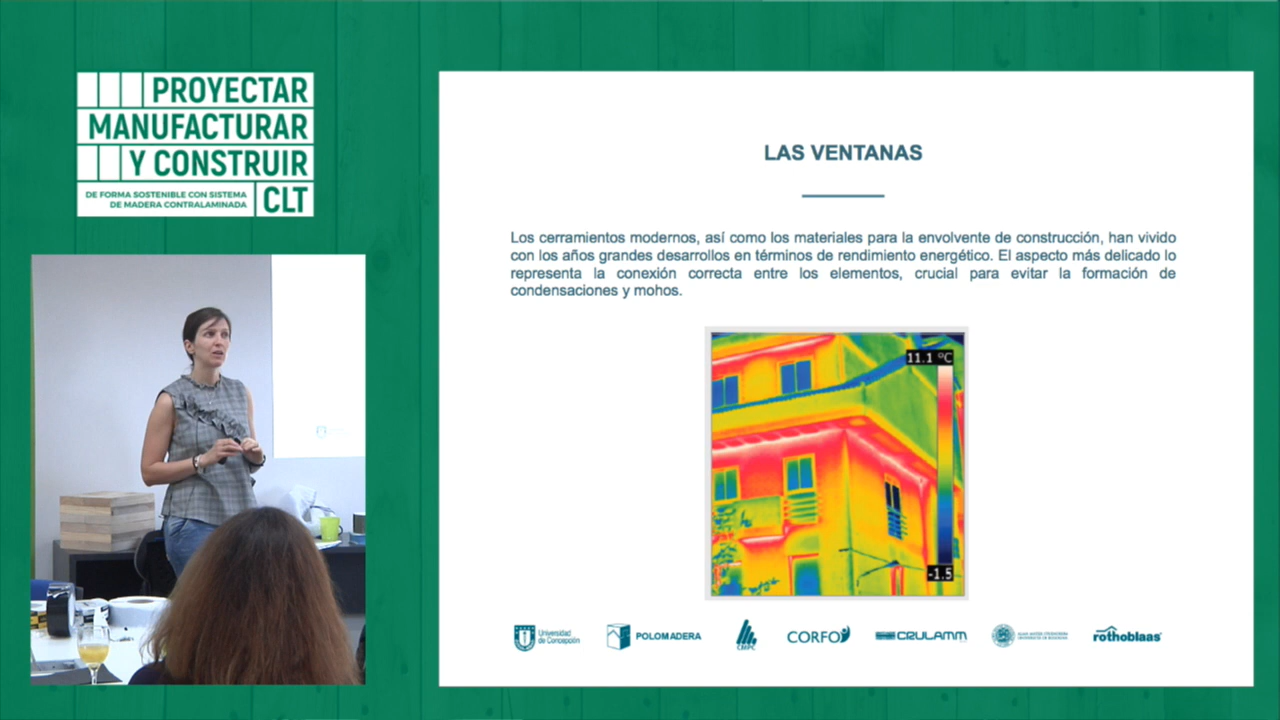 PROYECTAR
MANUFACTURAR
Y CONSTRUIR
DE FORMA SOSTENIBLE CON SISTEMA
DE MADERA CONTRALAMINADA
CLT
LAS VENTANAS
Los cerramientos modernos, así como los materiales para la envolvente de construcción, han vivido
con los años grandes desarrollos en términos de rendimiento energético. El aspecto más delicado lo
representa la conexión correcta entre los elementos, crucial para evitar la formación de
condensaciones y mohos.
11.1 °C
-1.5
Universidad
de Concepción
POLOMADERA
CMPC
CORFO
CRULAMM
rothoblaas